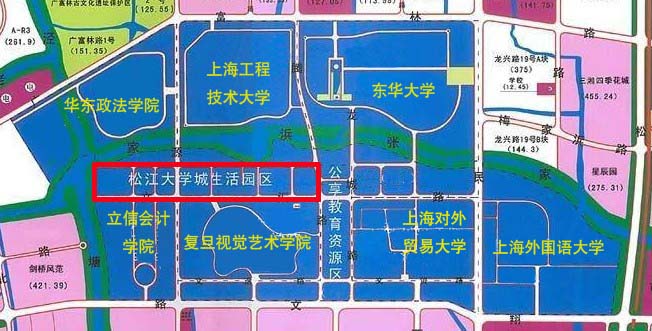 广富林古文化遗址保护区
(125.55)
(127.05)
(113.98)
(141.75)
A-R3
(261.9)
广富林路1号
(151.35)
富
林
路
上海工程
技术大学
东华大学
华东政法学院
龙兴路19号A块
(375)
学校
(12.45)
三湘四季花城
(455.24)
梅
家
浜
路
龙兴路19号B块
(144.3)
星辰园
(275.31)
松江大学城生活园区
公享教育资源区
立信会计
学院
复旦视觉艺术学院
上海对外
贸易大学
上海外国语大学
剑桥风范
(421.39)
北
塘
路
文
翔
路